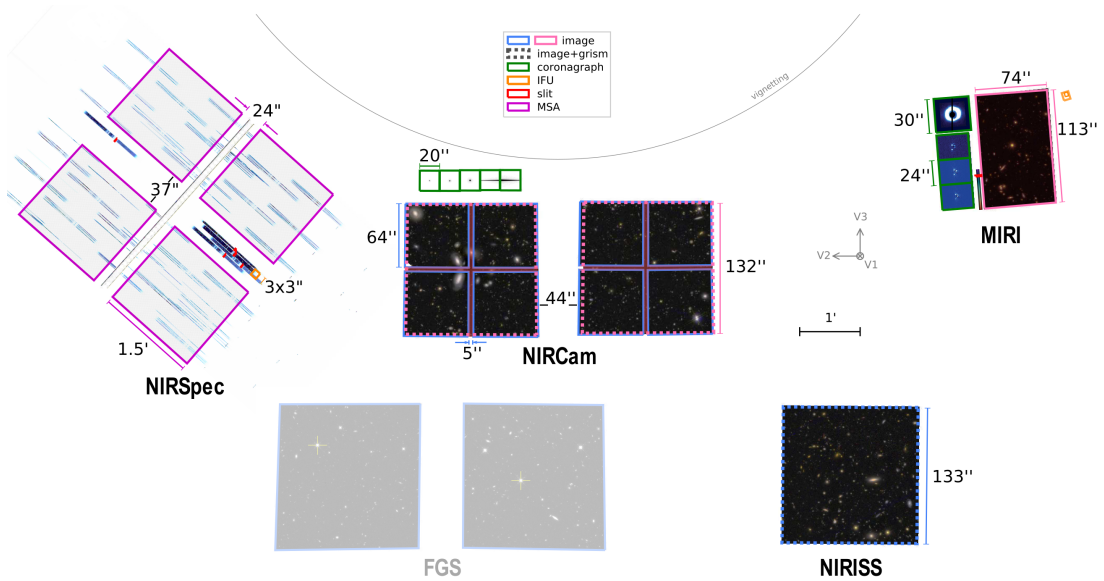 image
image+grism
coronagraph
IFU
slit
MSA
vignetting
24"
37"
3x3"
1.5'
NIRSpec
20''
64''
44''
132''
5''
NIRCam
74''
30''
113''
24''
MIRI
V3
V2
V1
1'
FGS
133''
NIRISS